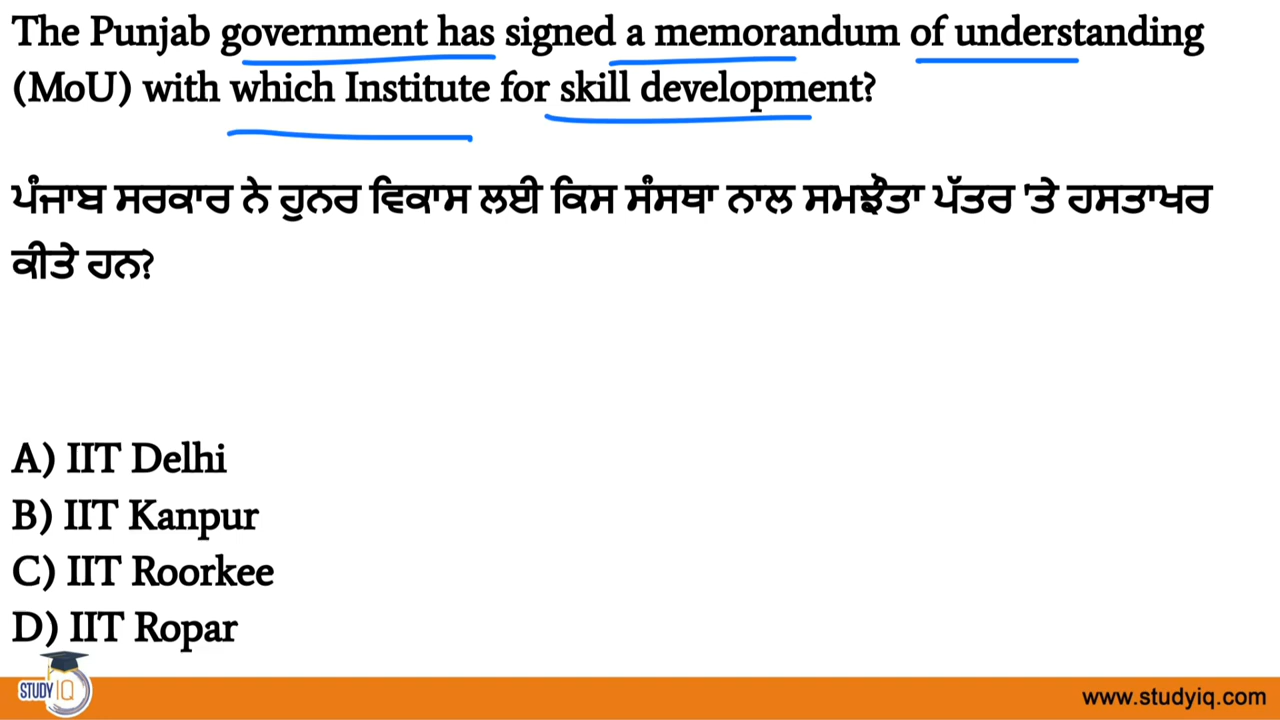 The Punjab government has signed a memorandum of understanding
(MoU) with which Institute for skill development?
ਪੰਜਾਬ ਸਰਕਾਰ ਨੇ ਹੁਨਰ ਵਿਕਾਸ ਲਈ ਕਿਸ ਸੰਸਥਾ ਨਾਲ ਸਮਝੌਤਾ ਪੱਤਰ 'ਤੇ ਹਸਤਾਖਰ
ਕੀਤੇ ਹਨ?
A) IIT Delhi
B) IIT Kanpur
C) IIT Roorkee
D) IIT Ropar
STUDY IQ
www.studyiq.com